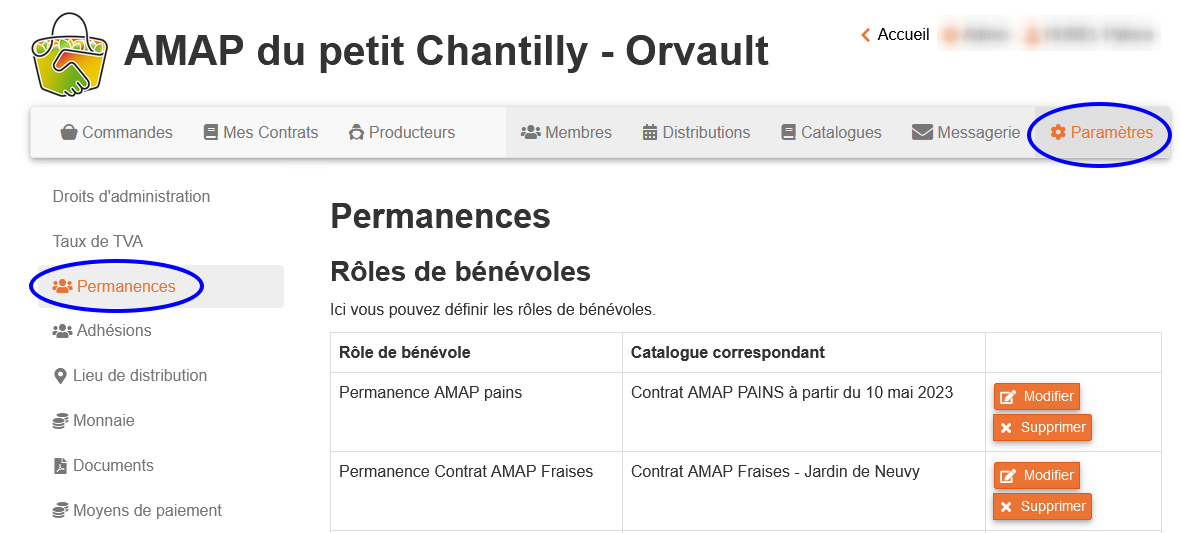 AMAP du petit Chantilly - Orvault
Accueil
Commandes Mes Contrats Producteurs Membres Distributions Catalogues Messagerie Paramètres
Droits d'administration
Taux de TVA
Permanences
Adhésions
Lieu de distribution
Monnaie
Documents
Moyens de paiement
Permanences
Rôles de bénévoles
Ici vous pouvez définir les rôles de bénévoles.
Rôle de bénévole Catalogue correspondant
Permanence AMAP pains Contrat AMAP PAINS à partir du 10 mai 2023 Modifier
Supprimer
Permanence Contrat AMAP Fraises Contrat AMAP Fraises - Jardin de Neuvy Modifier
Supprimer